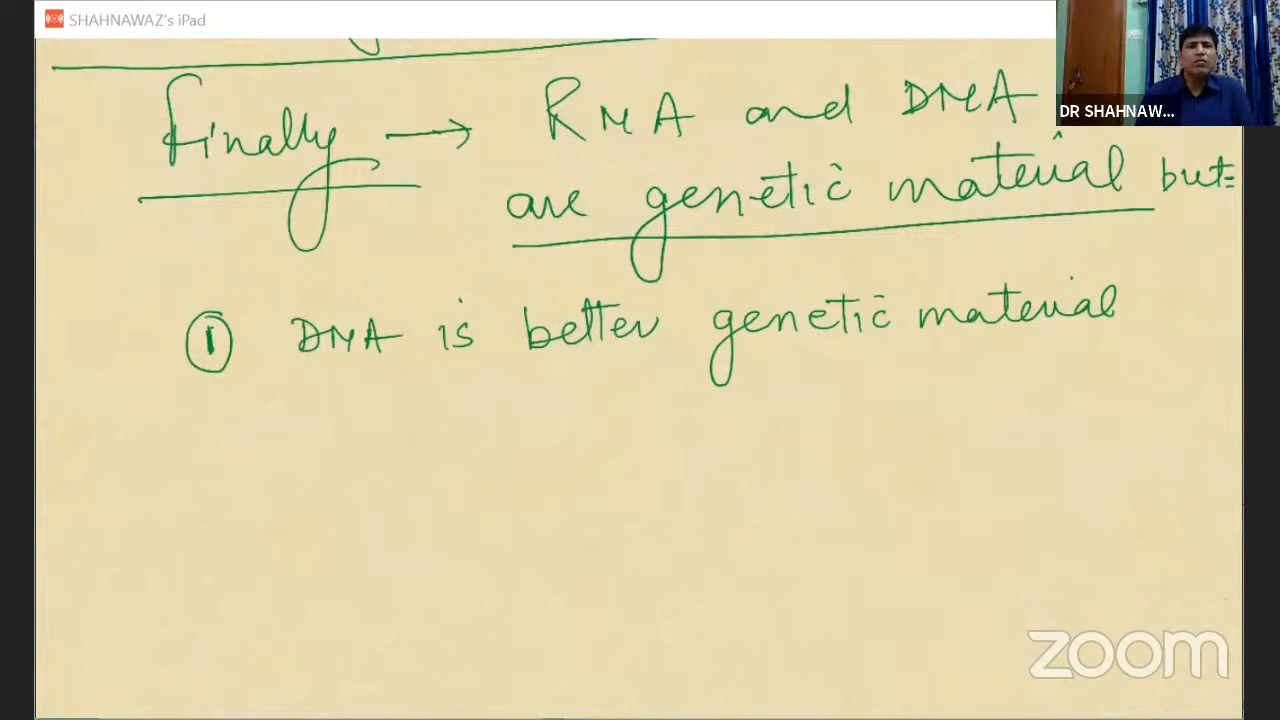 SHAHNAWAZ's iPad
Finally → RNA and DNA
are genetic material but
① DNA is better genetic material
DR SHAHNAW...
zoom